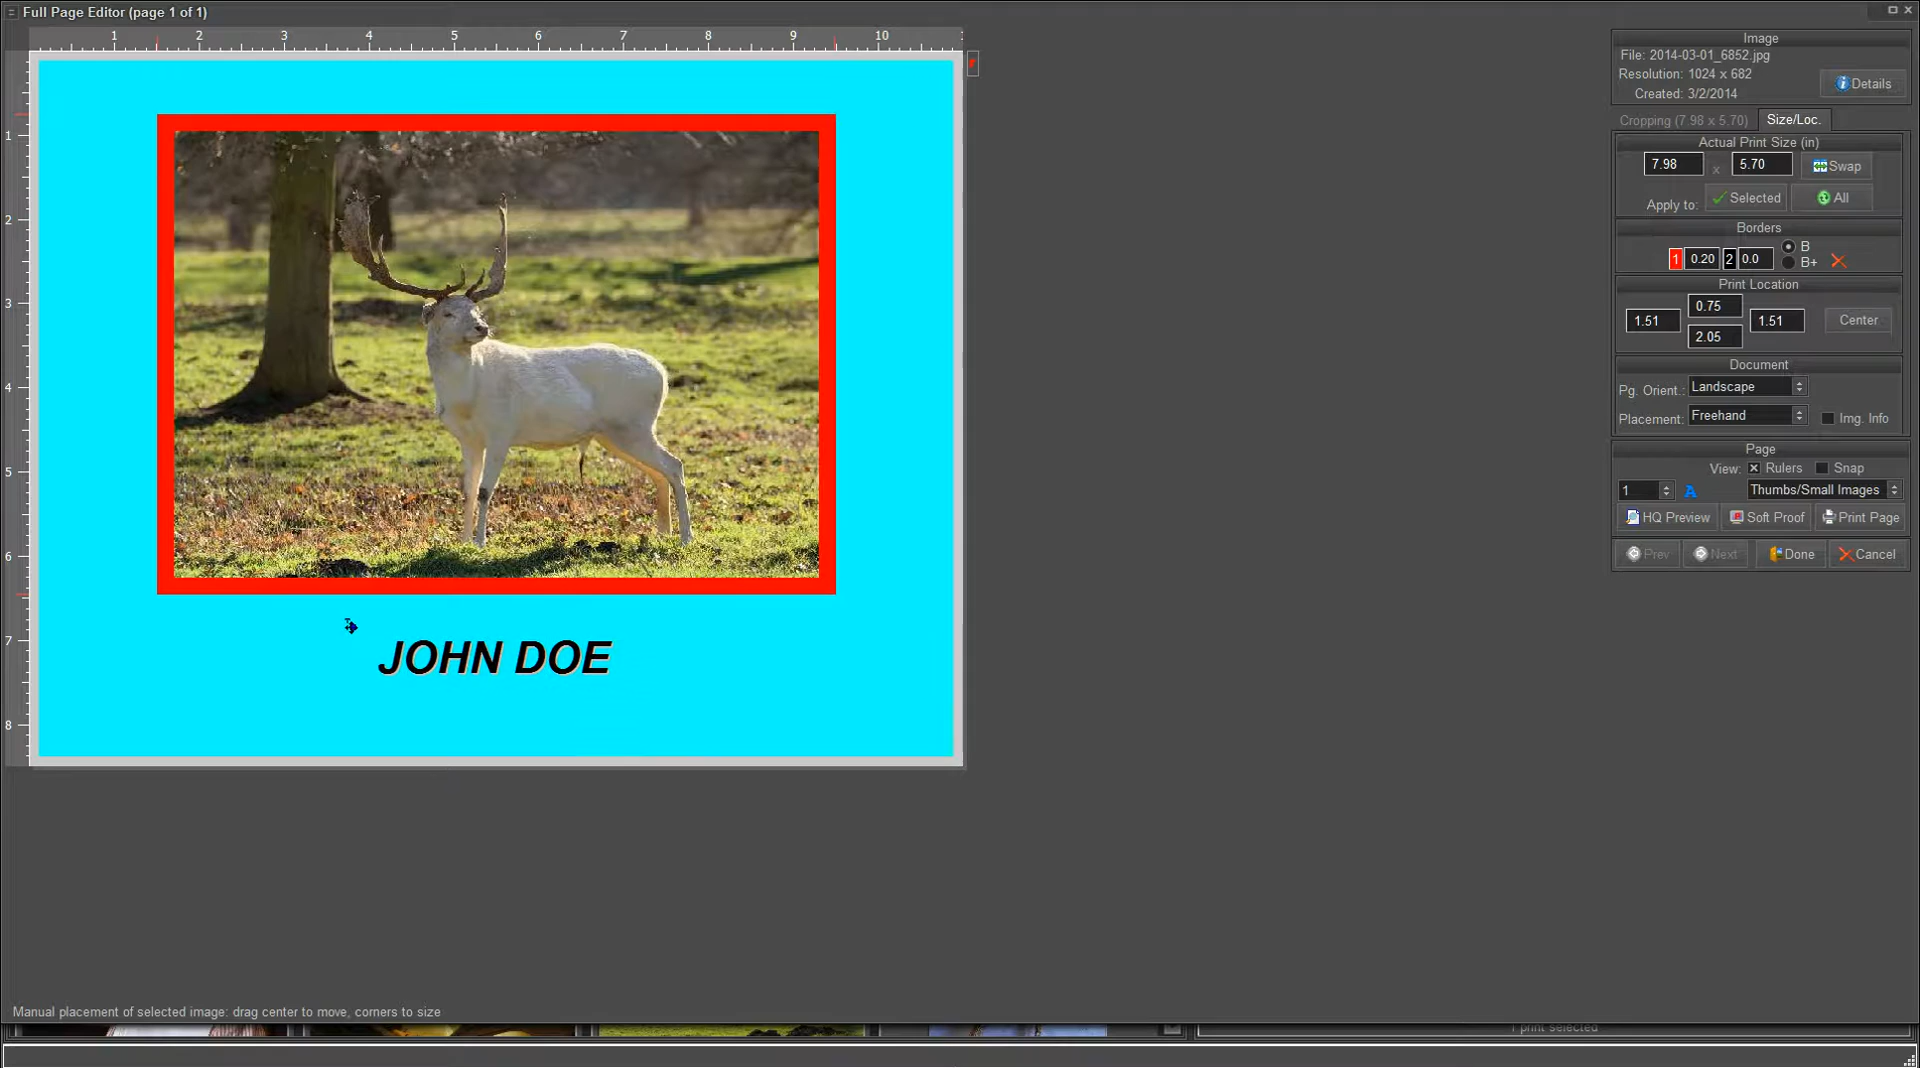 Full Page Editor (page 1 of 1)
1 2 3 4 5 6 7 8 9 10
1
2
3
4
5
6
7
8
JOHN DOE
Image
File: 2014-03-01_6852.jpg
Resolution: 1024 x 682
Created: 3/2/2014
Details
Cropping (7.98 x 5.70) Size/Loc.
Actual Print Size (in)
7.98 x 5.70 Swap
Apply to: Selected All
Borders
1 0.20 2 0.0 B
B+
Print Location
0.75
1.51 1.51 Center
2.05
Document
Pg. Orient.: Landscape
Placement: Freehand Img. Info
Page
View: Rulers Snap
1 A Thumbs/Small Images
HQ Preview Soft Proof Print Page
Prev Next Done Cancel
Manual placement of selected image: drag center to move, corners to size
1 print selected